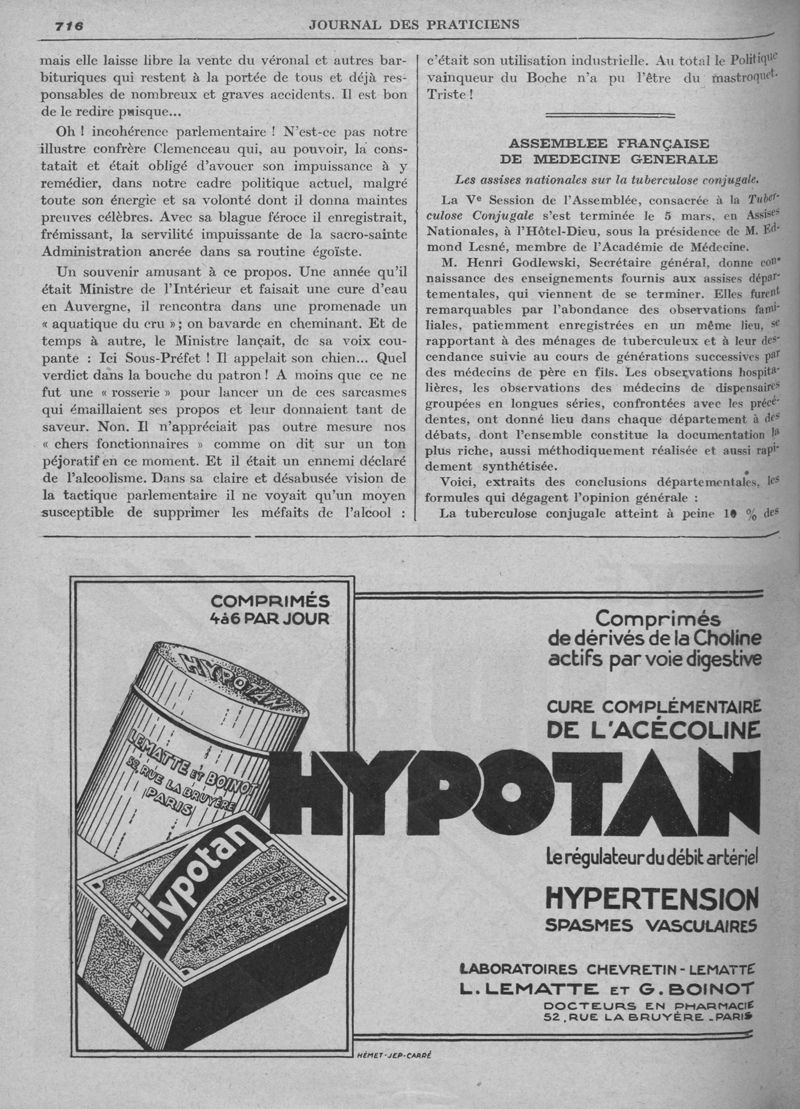 716
JOURNAL DES PRATICIENS
mais elle laisse libre la vente du véronal et autres bar-
bituriques qui restent à la portée de tous et déjà res-
ponsables de nombreux et graves accidents. Il est bon
de le redire puisque...
Oh ! incohérence parlementaire ! N'est-ce pas notre
illustre confrère Clemenceau qui, au pouvoir, la cons-
tatait et était obligé d'avouer son impuissance à y
remédier, dans notre cadre politique actuel, malgré
toute son énergie et sa volonté dont il donna maintes
preuves célèbres. Avec sa blague féroce il enregistrait,
frémissant, la servilité impuissante de la sacro-sainte
Administration ancrée dans sa routine égoïste.
Un souvenir amusant à ce propos. Une année qu'il
était Ministre de l'Intérieur et faisait une cure d'eau
en Auvergne, il rencontra dans une promenade un
« aquatique du cru » ; on bavarde en cheminant. Et de
temps à autre, le Ministre lançait, de sa voix cou-
pante : Ici Sous-Préfet ! Il appelait son chien... Quel
verdict dans la bouche du patron ! A moins que ce ne
fut une « rosserie » pour lancer un de ces sarcasmes
qui émaillaient ses propos et leur donnaient tant de
saveur. Non. Il n'appréciait pas outre mesure nos
« chers fonctionnaires » comme on dit sur un ton
péjoratif en ce moment. Et il était un ennemi déclaré
de l'alcoolisme. Dans sa claire et désabusée vision de
la tactique parlementaire il ne voyait qu'un moyen
susceptible de supprimer les méfaits de l'alcool :
c'était son utilisation industrielle. Au total le Politique
vainqueur du Boche n'a pu l'être du mastroquet.
Triste !
ASSEMBLEE FRANÇAISE
DE MEDECINE GENERALE
Les assises nationales sur la tuberculose conjugale.
La Ve Session de l'Assemblée, consacrée à la Tuber-
culose Conjugale s'est terminée le 5 mars, en Assises
Nationales, à l'Hôtel-Dieu, sous la présidence de M. Ed-
mond Lesné, membre de l'Académie de Médecine.
M. Henri Godlewski, Secrétaire général, donne con-
naissance des enseignements fournis aux assises dépar-
tementales, qui viennent de se terminer. Elles furent
remarquables par l'abondance des observations fami-
liales, patiemment enregistrées en un même lieu, se
rapportant à des ménages de tuberculeux et à leur des-
cendance suivie au cours de générations successives par
des médecins de père en fils. Les observations hospita-
lières, les observations des médecins de dispensaires
groupées en longues séries, confrontées avec les précé-
dentes, ont donné lieu dans chaque département à des
débats, dont l'ensemble constitue la documentation la
plus riche, aussi méthodiquement réalisée et aussi rapi-
dement synthétisée.
Voici, extraits des conclusions départementales, les
formules qui dégagent l'opinion générale :
La tuberculose conjugale atteint à peine 10 % des
COMPRIMÉS
4à6 PAR JOUR
HYPOTAN
LEMATTE ET BOINOT
52, RUE LA BRUYÈRE
PARIS
Hypotan
L. LEMATTE & G. BOINOT
Comprimés
de dérivés de la Choline
actifs par voie digestive
CURE COMPLÉMENTAIRE
DE L'ACÉCOLINE
HYPOTAN
Le régulateur du débit artériel
HYPERTENSION
SPASMES VASCULAIRES
LABORATOIRES CHEVRETIN-LEMATTE
L. LEMATTE ET G. BOINOT
DOCTEURS EN PHARMACIE
52, RUE LA BRUYÈRE - PARIS
HÉMET-JEP-CARRÉ